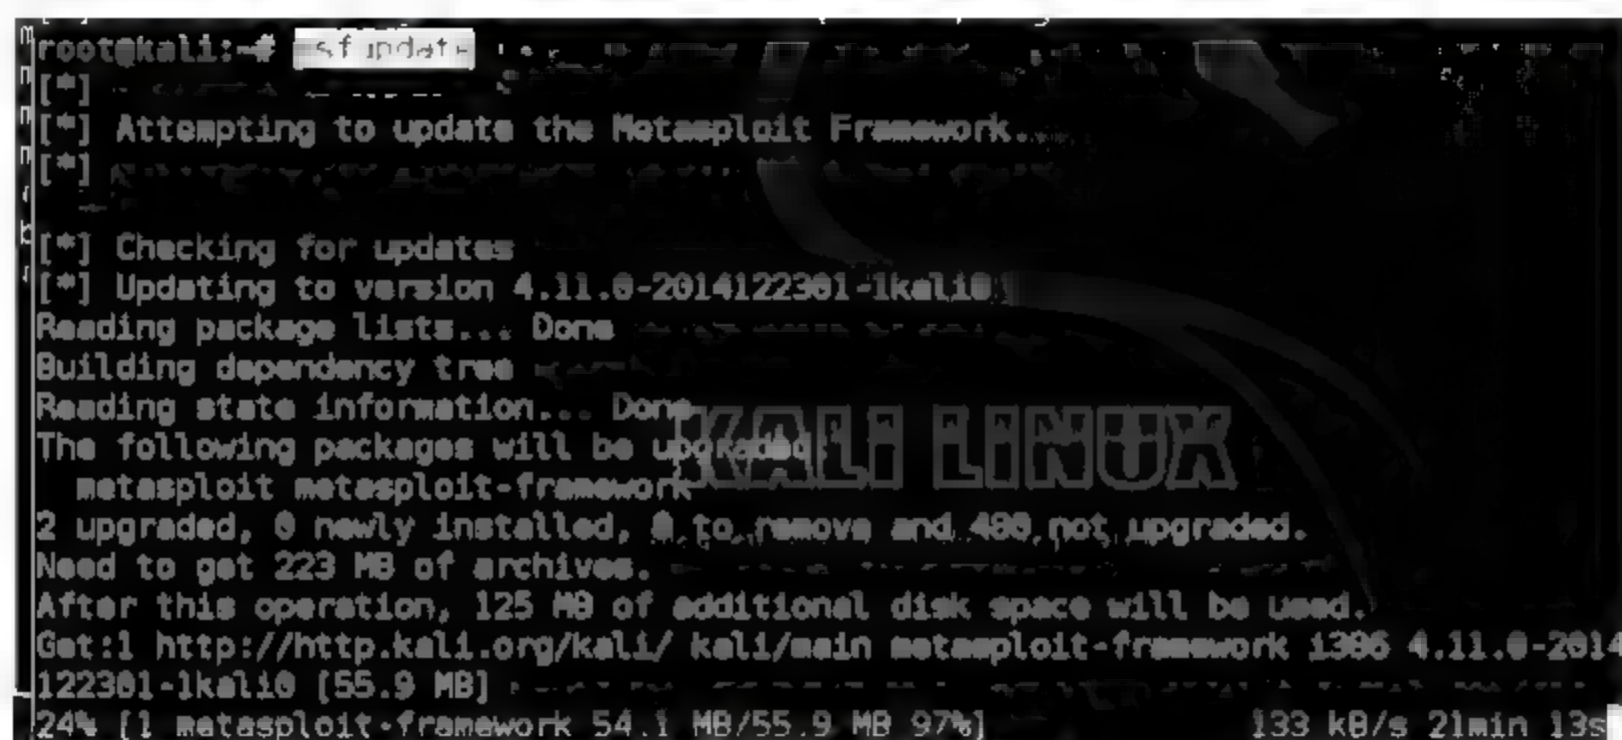 root@kali:~# msfupdate
[*]
[*] Attempting to update the Metasploit Framework...
[*]
[*] Checking for updates
[*] Updating to version 4.11.0-2014122301-1kali0
Reading package lists... Done
Building dependency tree
Reading state information... Done
The following packages will be upgraded:
metasploit metasploit-framework
KALI LINUX
2 upgraded, 0 newly installed, 0 to remove and 400 not upgraded.
Need to get 223 MB of archives.
After this operation, 125 MB of additional disk space will be used.
Get:1 http://http.kali.org/kali/ kali/main metasploit-framework i386 4.11.0-2014
122301-1kali0 [55.9 MB]
24% [1 metasploit-framework 54.1 MB/55.9 MB 97%] 133 kB/s 21min 13s